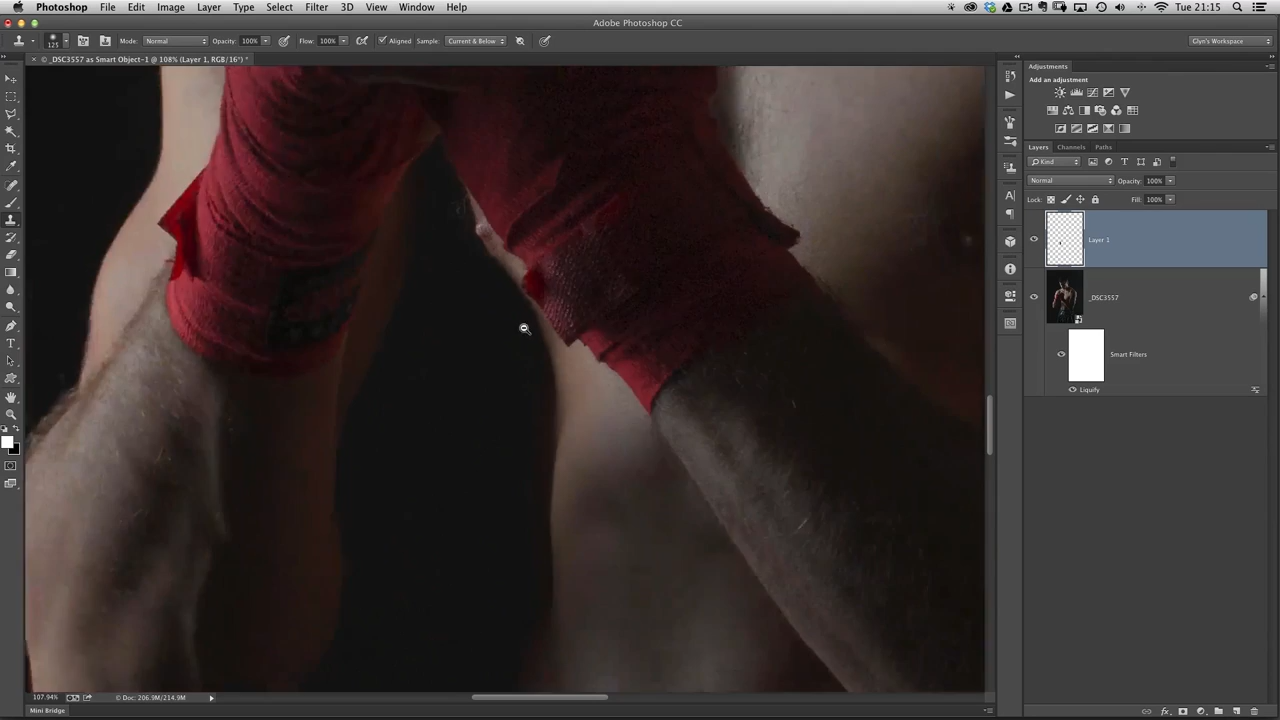 Photoshop File Edit Image Layer Type Select Filter 3D View Window Help Tue 21:15
Adobe Photoshop CC
125 Mode: Normal Opacity: 100% Flow: 100% Aligned Sample: Current & Below Glyn's Workspace
© _DSC3557 as Smart Object-1 @ 108% (Layer 1, RGB/16*) *
Adjustments
Add an adjustment
Layers Channels Paths
Kind
Normal Opacity: 100%
Lock: Fill: 100%
Layer 1
_DSC3557
Smart Filters
Liquify
107.94% © Doc: 206.9M/214.9M
Mini Bridge